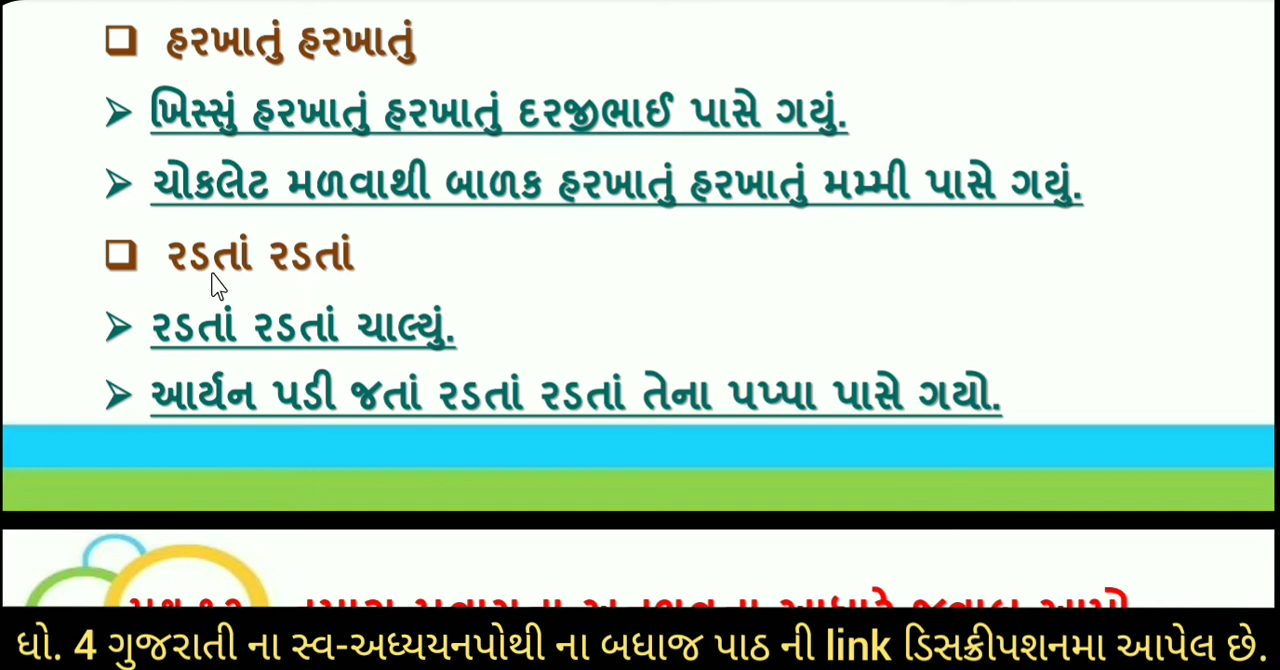 હરખાતું હરખાતું
ખિસ્સું હરખાતું હરખાતું દરજીભાઈ પાસે ગયું.
ચોકલેટ મળવાથી બાળક હરખાતું હરખાતું મમ્મી પાસે ગયું.
રડતાં રડતાં
રડતાં રડતાં ચાલ્યું.
આર્યન પડી જતાં રડતાં રડતાં તેના પપ્પા પાસે ગયો.
ધો. 4 ગુજરાતી ના સ્વ-અધ્યયનપોથી ના બધાજ પાઠ ની link ડિસક્રીપશનમા આપેલ છે.